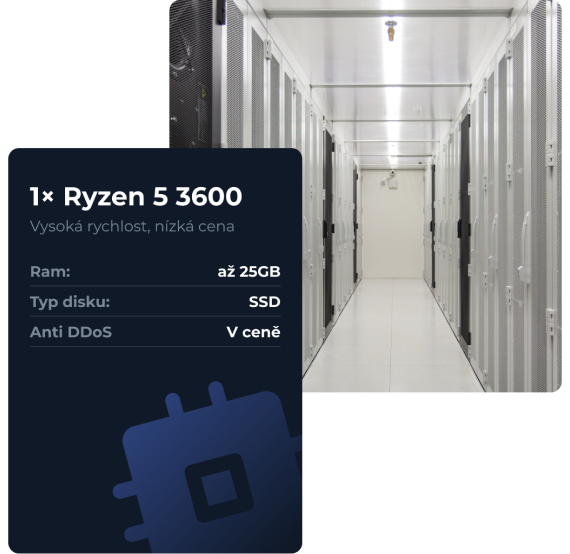 1× Ryzen 5 3600
Vysoká rychlost, nízká cena
Ram: až 25GB
Typ disku: SSD
Anti DDoS V ceně